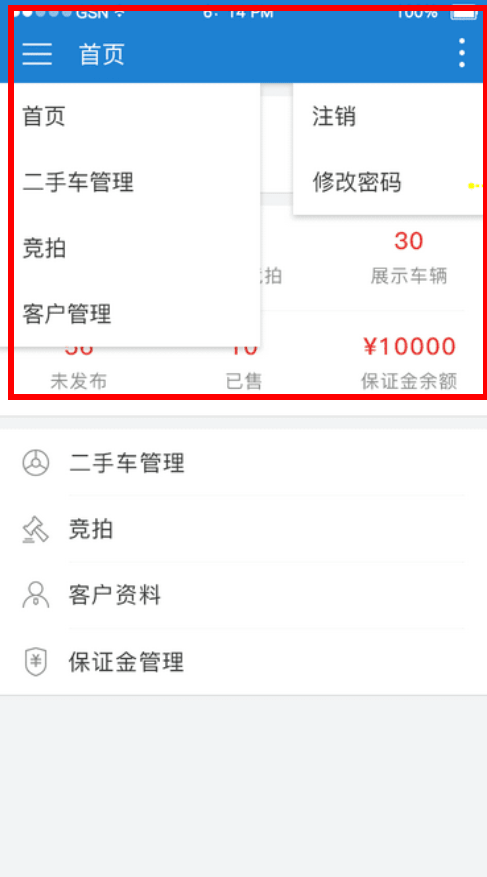 GSN 6: 14 PM 100%
首页
首页
注销
二手车管理
修改密码
竞拍
客户管理
拍
30
展示车辆
56
10
¥10000
未发布
已售
保证金余额
二手车管理
竞拍
客户资料
保证金管理